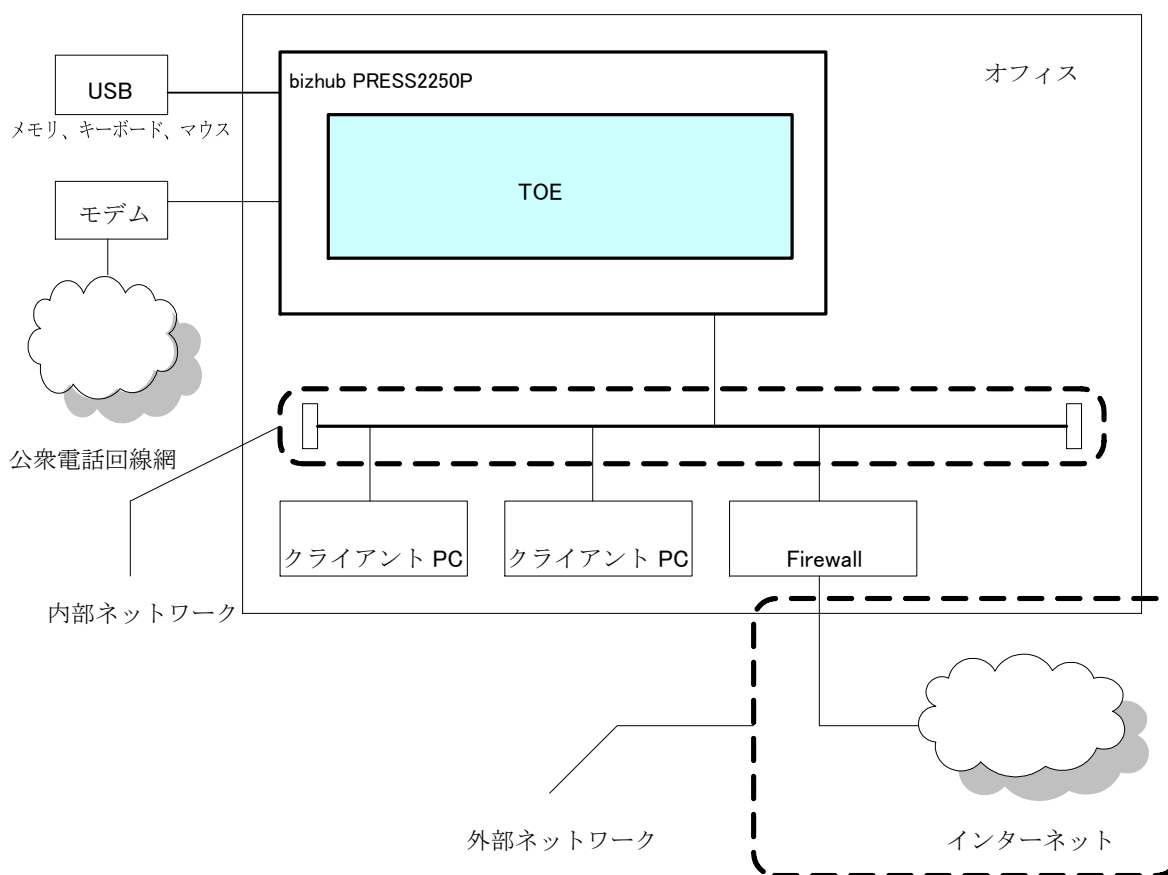 オフィス
bizhub PRESS2250P
USB
メモリ、キーボード、マウス
TOE
モデム
公衆電話回線網
クライアント PC
クライアント PC
Firewall
内部ネットワーク
外部ネットワーク
インターネット